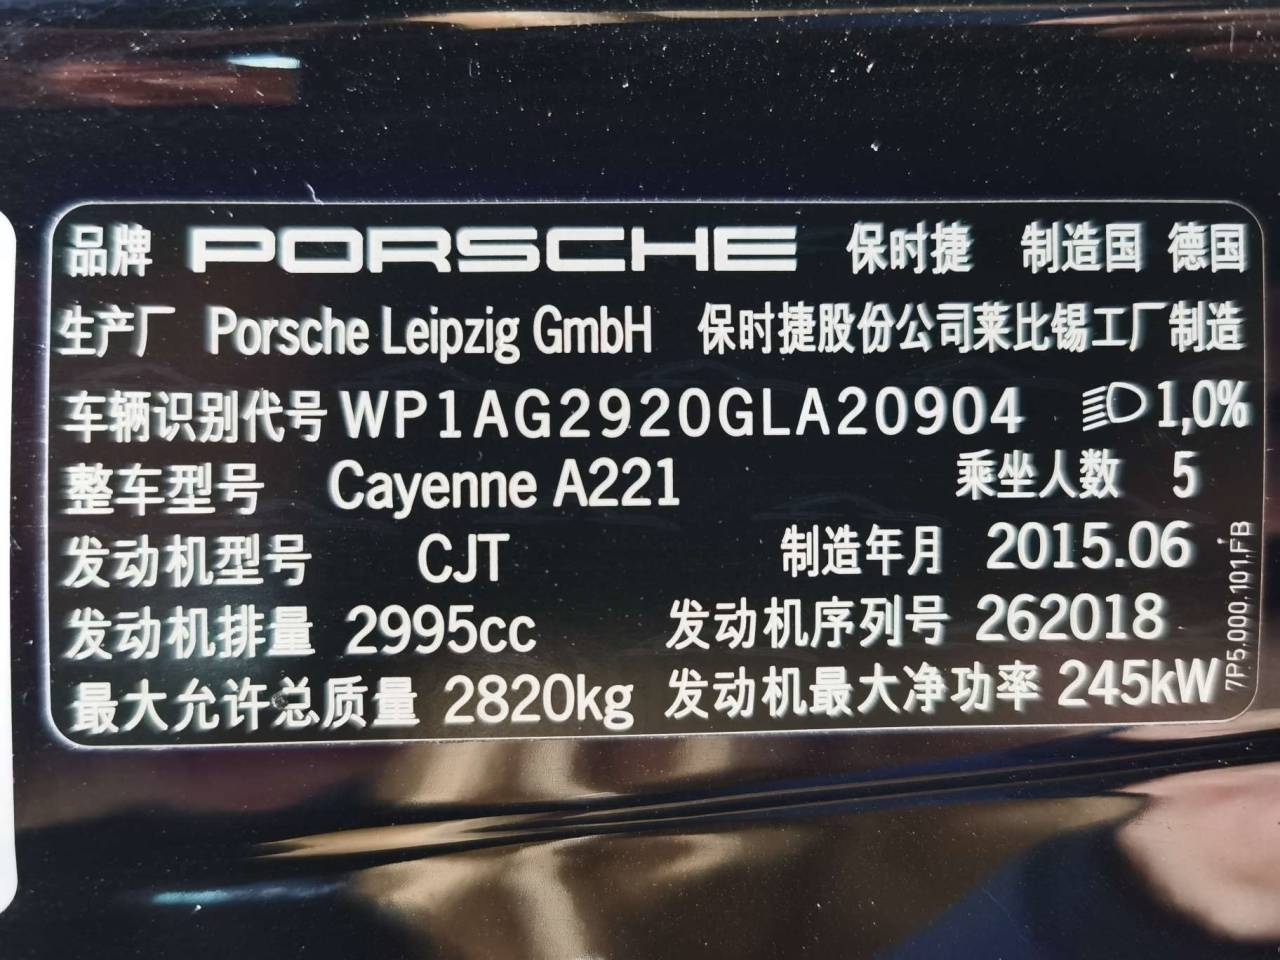 品牌 PORSCHE 保时捷 制造国 德国
生产厂 Porsche Leipzig GmbH 保时捷股份公司莱比锡工厂制造
车辆识别代号 WP1AG2920GLA20904 1,0%
整车型号 Cayenne A221 乘坐人数 5
发动机型号 CJT 制造年月 2015.06
发动机排量 2995cc 发动机序列号 262018
最大允许总质量 2820kg 发动机最大净功率 245kW
7P5.000.101.FB